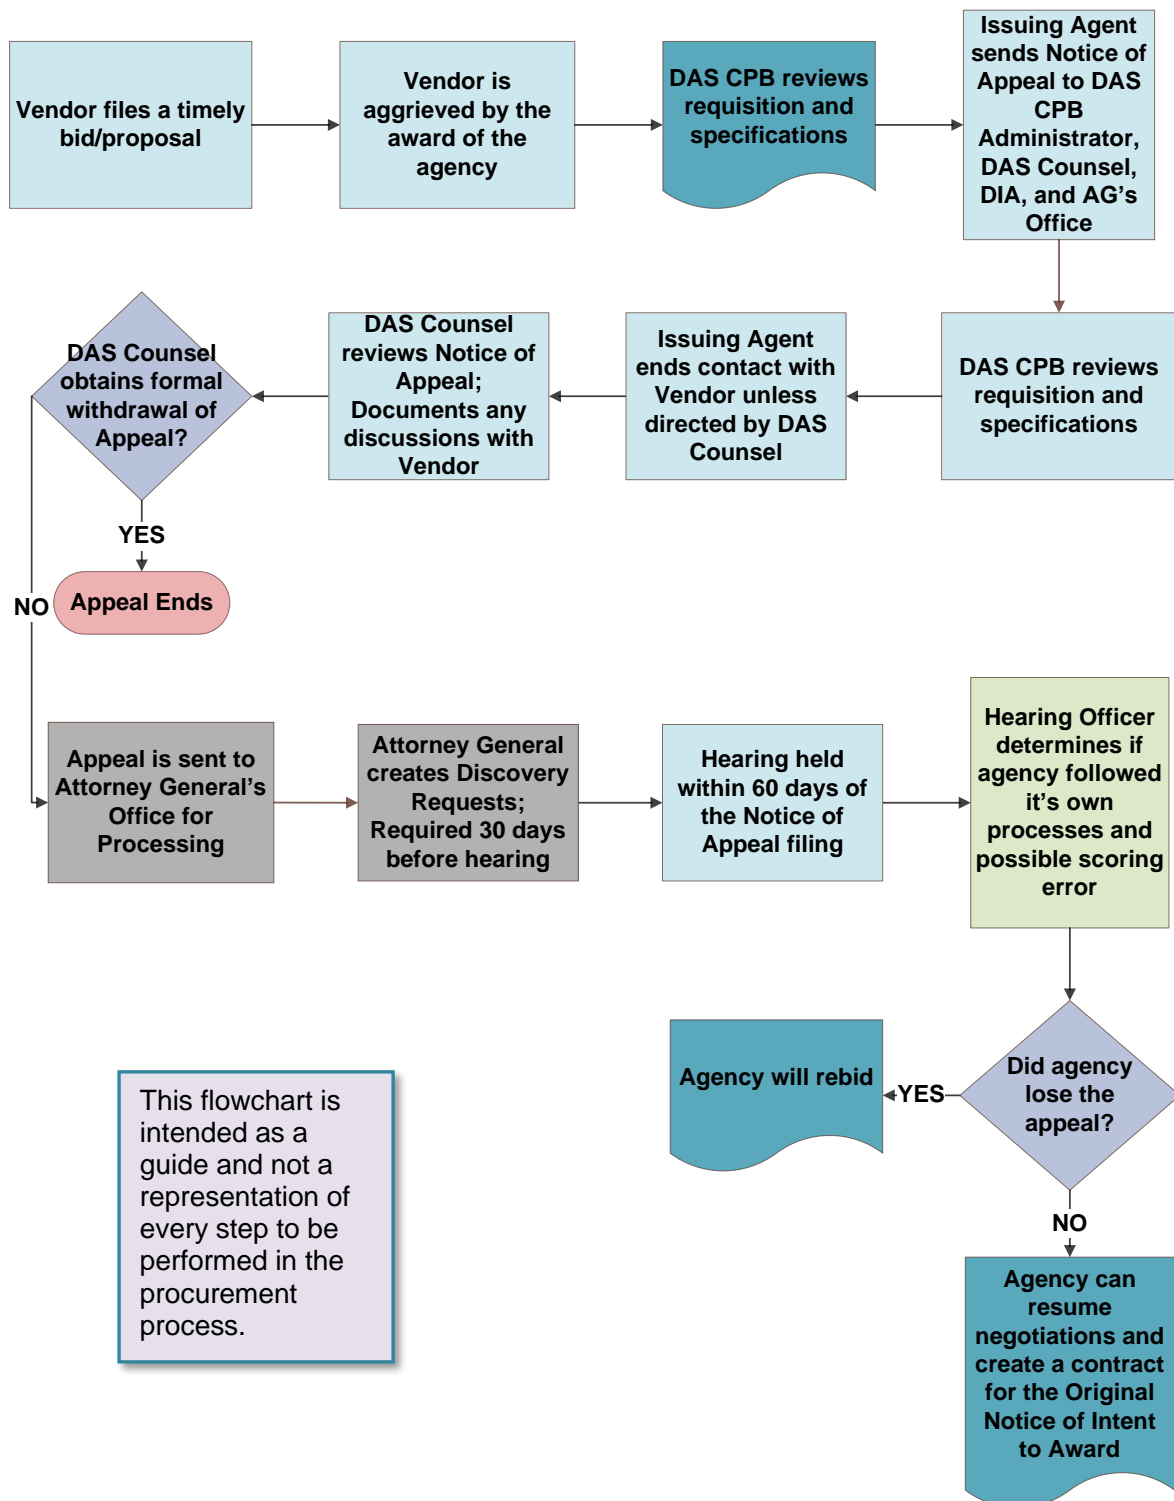 Vendor files a timely
bid/proposal
Vendor is
aggrieved by the
award of the
agency
DAS CPB reviews
requisition and
specifications
Issuing Agent
sends Notice of
Appeal to DAS
CPB
Administrator,
DAS Counsel,
DIA, and AG's
Office
DAS CPB reviews
requisition and
specifications
Issuing Agent
ends contact with
Vendor unless
directed by DAS
Counsel
DAS Counsel
reviews Notice of
Appeal;
Documents any
discussions with
Vendor
DAS Counsel
obtains formal
withdrawal of
Appeal?
YES
Appeal Ends
NO
Appeal is sent to
Attorney General's
Office for
Processing
Attorney General
creates Discovery
Requests;
Required 30 days
before hearing
Hearing held
within 60 days of
the Notice of
Appeal filing
Hearing Officer
determines if
agency followed
it's own
processes and
possible scoring
error
Did agency
lose the
appeal?
YES
Agency will rebid
NO
Agency can
resume
negotiations and
create a contract
for the Original
Notice of Intent
to Award
This flowchart is
intended as a
guide and not a
representation of
every step to be
performed in the
procurement
process.